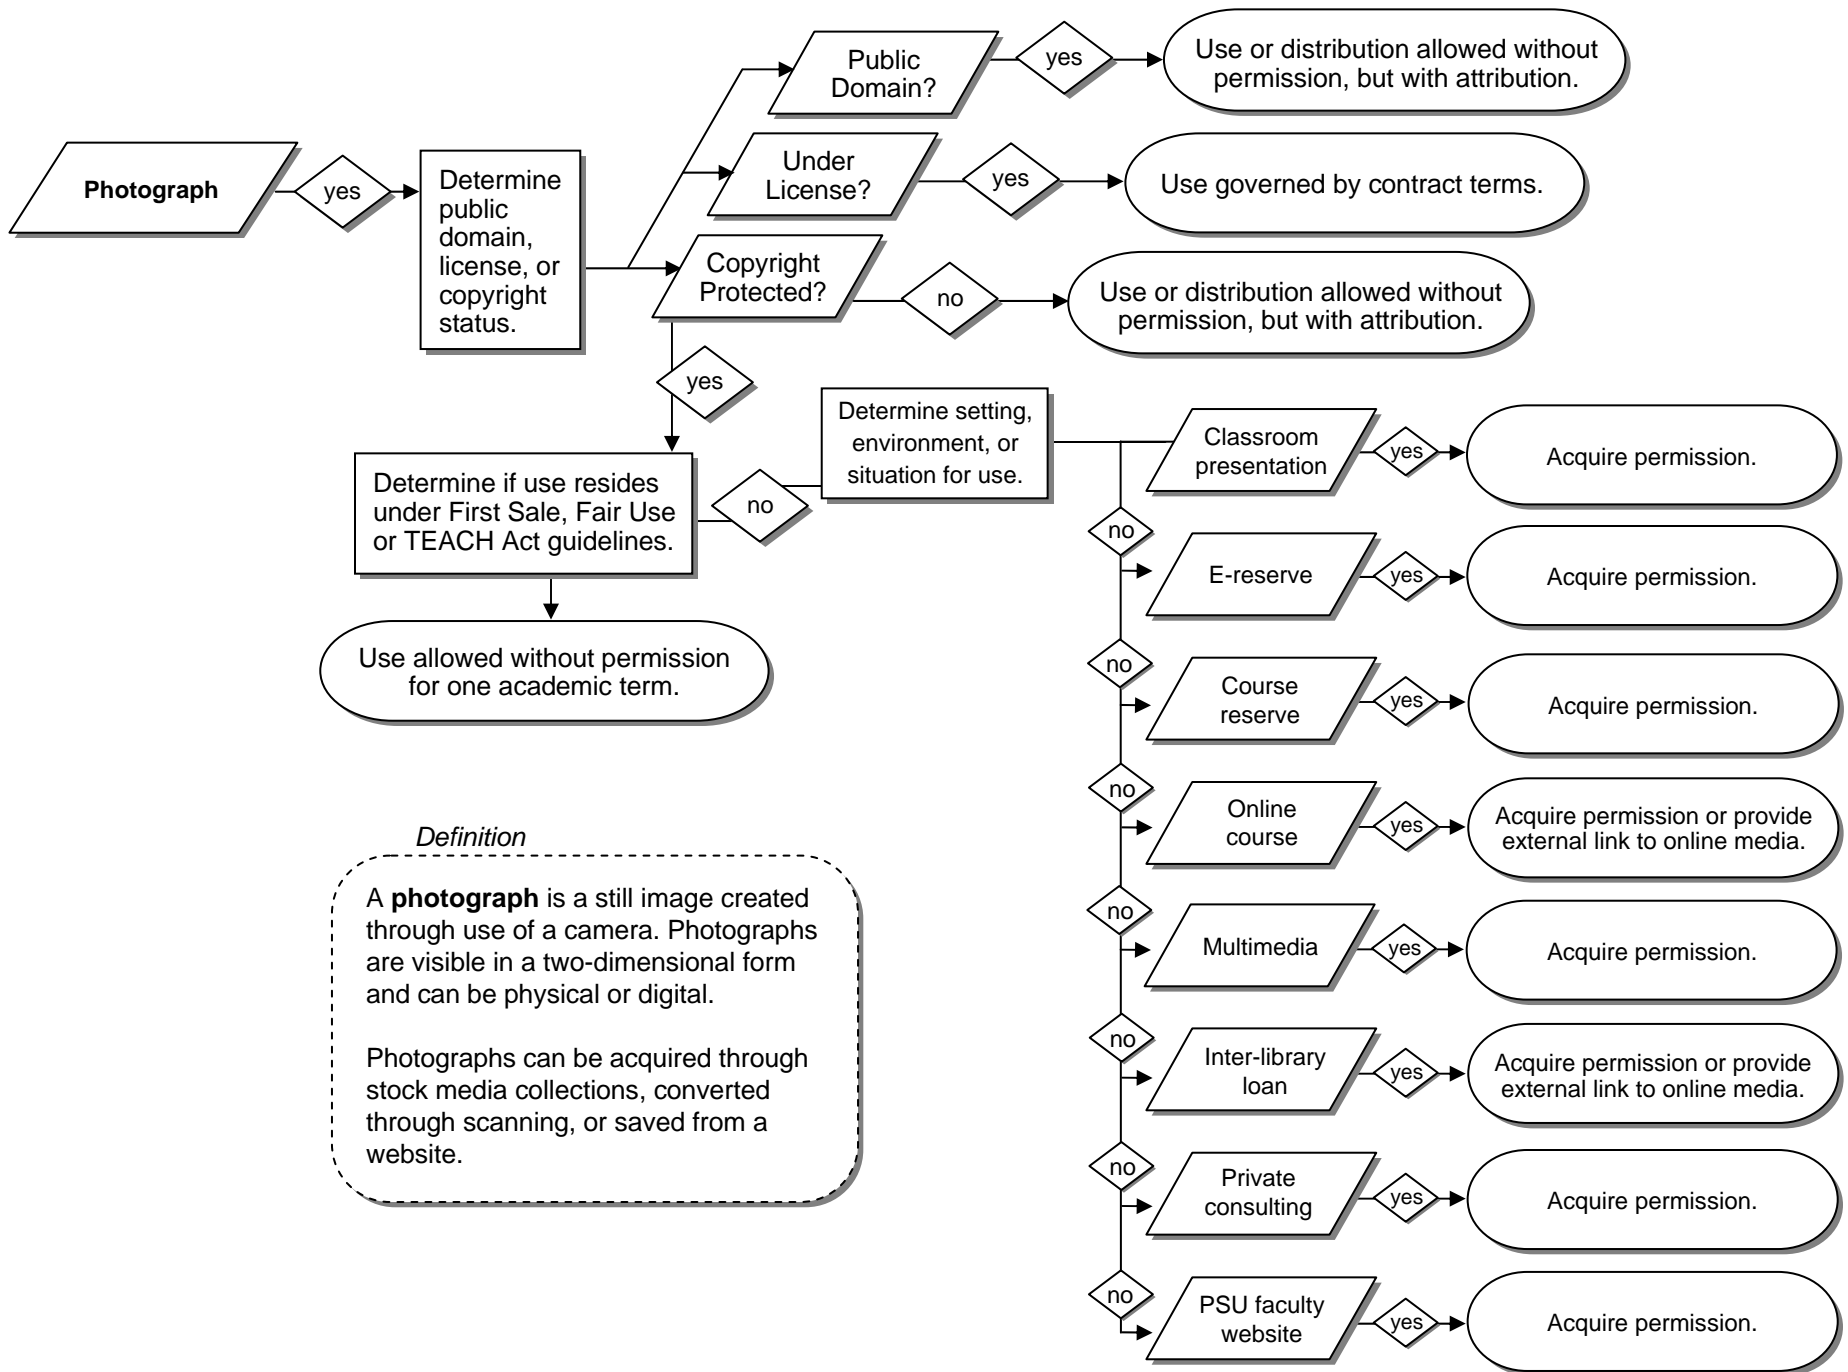 Public
Domain?
yes
Use or distribution allowed without
permission, but with attribution.
Photograph
yes
Determine
public
domain,
license, or
copyright
status.
Under
License?
yes
Use governed by contract terms.
Copyright
Protected?
no
Use or distribution allowed without
permission, but with attribution.
yes
Determine if use resides
under First Sale, Fair Use
or TEACH Act guidelines.
no
Determine setting,
environment, or
situation for use.
Use allowed without permission
for one academic term.
Classroom
presentation
yes
Acquire permission.
no
E-reserve
yes
Acquire permission.
no
Course
reserve
yes
Acquire permission.
no
Online
course
yes
Acquire permission or provide
external link to online media.
no
Multimedia
yes
Acquire permission.
no
Inter-library
loan
yes
Acquire permission or provide
external link to online media.
no
Private
consulting
yes
Acquire permission.
no
PSU faculty
website
yes
Acquire permission.
Definition
A photograph is a still image created
through use of a camera. Photographs
are visible in a two-dimensional form
and can be physical or digital.
Photographs can be acquired through
stock media collections, converted
through scanning, or saved from a
website.